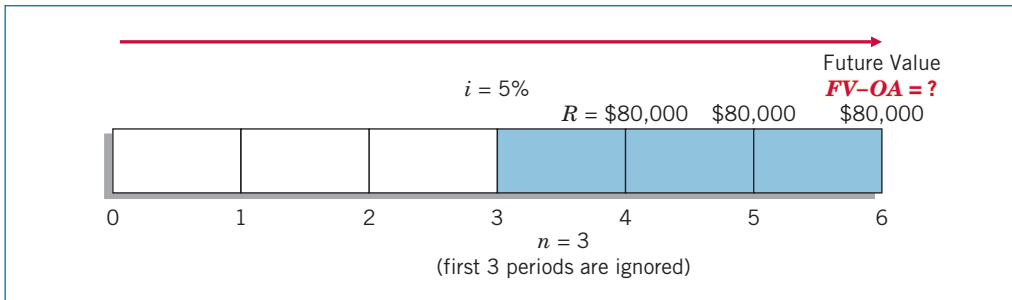 Future Value
i = 5%
FV–OA = ?
R = $80,000 $80,000 $80,000
0 1 2 3 4 5 6
n = 3
(first 3 periods are ignored)